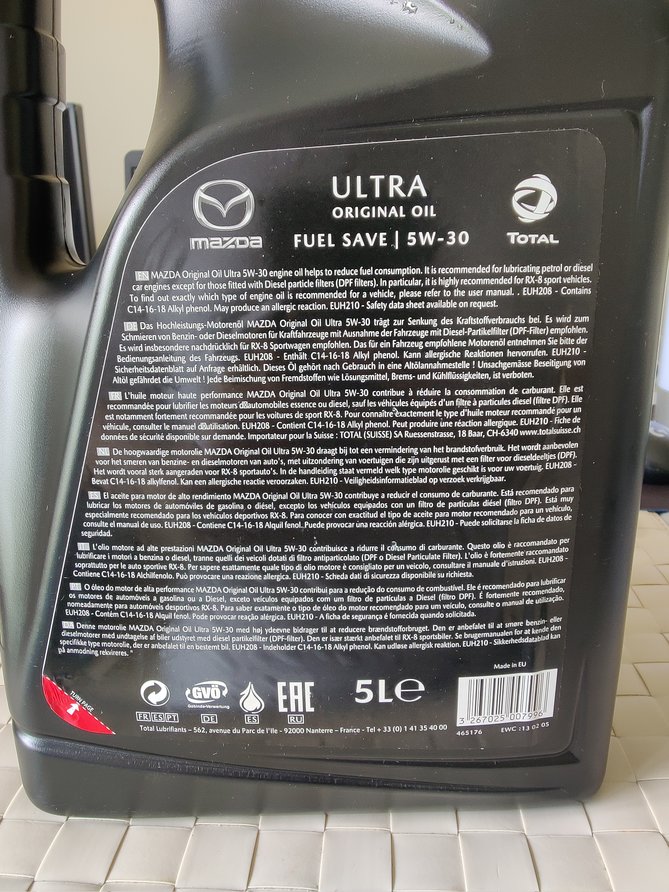 ULTRA
ORIGINAL OIL
mazda
FUEL SAVE | 5W-30
TOTAL
EN MAZDA Original Oil Ultra 5W-30 engine oil helps to reduce fuel consumption. It is recommended for lubricating petrol or diesel
car engines except for those fitted with Diesel particle filters (DPF filters). In particular, it is highly recommended for RX-8 sport vehicles.
To find out exactly which type of engine oil is recommended for a vehicle, please refer to the user manual. . EUH208 - Contains
C14-16-18 Alkyl phenol. May produce an allergic reaction. EUH210 - Safety data sheet available on request.
DE Das Hochleistungs-Motorenöl MAZDA Original Oil Ultra 5W-30 trägt zur Senkung des Kraftstoffverbrauchs bei. Es wird zum
Schmieren von Benzin- oder Dieselmotoren für Kraftfahrzeuge mit Ausnahme der Fahrzeuge mit Diesel-Partikelfilter (DPF-Filter) empfohlen.
Es wird insbesondere nachdrücklich für RX-8 Sportwagen empfohlen. Das für ein Fahrzeug empfohlene Motorenöl entnehmen Sie bitte der
Bedienungsanleitung des Fahrzeugs. EUH208 - Enthält C14-16-18 Alkyl phenol. Kann allergische Reaktionen hervorrufen. EUH210 -
Sicherheitsdatenblatt auf Anfrage erhältlich. Dieses Öl gehört nach Gebrauch in eine Altölannahmestelle ! Unsachgemässe Beseitigung von
Altöl gefährdet die Umwelt ! Jede Beimischung von Fremdstoffen wie Lösungsmittel, Brems- und Kühlflüssigkeiten, ist verboten.
FR L'huile moteur haute performance MAZDA Original Oil Ultra 5W-30 contribue à réduire la consommation de carburant. Elle est
recommandée pour lubrifier les moteurs d'automobiles essence ou diesel, sauf les véhicules équipés d'un filtre à particules diesel (filtre DPF). Elle
est notamment fortement recommandée pour les voitures de sport RX-8. Pour connaître exactement le type d'huile moteur recommandé pour un
véhicule, consulter le manuel d'utilisation. EUH208 - Contient C14-16-18 Alkyl phenol. Peut produire une réaction allergique. EUH210 - Fiche de
données de sécurité disponible sur demande. Importateur pour la Suisse : TOTAL (SUISSE) SA Ruessenstrasse, 18 Baar, CH-6340 www.totalsuisse.ch
NL De hoogwaardige motorolie MAZDA Original Oil Ultra 5W-30 draagt bij tot een vermindering van het brandstofverbruik. Het wordt aanbevolen
voor het smeren van benzine- en dieselmotoren van auto's, met uitzondering van voertuigen die zijn uitgerust met een filter voor dieseldeeltjes (DPF).
Het wordt vooral sterk aangeraden voor RX-8 sportauto's. In de handleiding staat vermeld welk type motorolie geschikt is voor uw voertuig. EUH208 -
Bevat C14-16-18 alkylfenol. Kan een allergische reactie veroorzaken. EUH210 - Veiligheidsinformatieblad op verzoek verkrijgbaar.
ES El aceite para motor de alto rendimiento MAZDA Original Oil Ultra 5W-30 contribuye a reducir el consumo de carburante. Está recomendado para
lubricar los motores de automóviles de gasolina o diésel, excepto los vehículos equipados con un filtro de partículas diésel (filtro DPF). Está muy
especialmente recomendado para los vehículos deportivos RX-8. Para conocer con exactitud el tipo de aceite para motor recomendado para un vehículo,
consulte el manual de uso. EUH208 - Contiene C14-16-18 Alquil fenol. Puede provocar una reacción alérgica. EUH210 - Puede solicitarse la ficha de datos de
seguridad.
IT L'olio motore ad alte prestazioni MAZDA Original Oil Ultra 5W-30 contribuisce a ridurre il consumo di carburante. Questo olio è raccomandato per
lubrificare i motori a benzina o diesel, tranne quelli dei veicoli dotati di filtro antiparticolato (DPF o Diesel Particulate Filter). L'olio è fortemente raccomandato
soprattutto per le auto sportive RX-8. Per sapere esattamente quale tipo di olio motore è consigliato per un veicolo, consultare il manuale d'istruzioni. EUH208 -
Contiene C14-16-18 Alchilfenolo. Può provocare una reazione allergica. EUH210 - Scheda dati di sicurezza disponibile su richiesta.
PT O óleo do motor de alta performance MAZDA Original Oil Ultra 5W-30 contribui para a redução do consumo de combustível. Ele é recomendado para lubrificar
os motores de automóveis a gasolina ou a Diesel, exceto veículos equipados com um filtro de partículas a Diesel (filtro DPF). É fortemente recomendado,
nomeadamente para automóveis desportivos RX-8. Para saber exatamente o tipo de óleo do motor recomendado para um veículo, consulte o manual de utilização.
EUH208 - Contém C14-16-18 Alquil fenol. Pode provocar reação alérgica. EUH210 - A ficha de segurança é fornecida quando solicitada.
DK Denne motorolie MAZDA Original Oil Ultra 5W-30 med høj ydeevne bidrager til at reducere brændstofforbruget. Den er anbefalet til at smøre benzin- eller
dieselmotorer med undtagelse af biler udstyret med diesel partikelfilter (DPF-filter). Den er især stærkt anbefalet til RX-8 sportsbiler. Se brugermanualen for at kende den
specifikke type motorolie, der er anbefalet til en bestemt bil. EUH208 - Indeholder C14-16-18 Alkyl phenol. Kan udløse allergisk reaktion. EUH210 - Sikkerhedsdatablad kan
på anmodning rekvireres."
Made in EU
TURN PAGE
GVÖ
Gebinde-Verwertung
EAC
5L e
FR ES PT
DE
ES
RU
3 267025 007996
Total Lubrifiants – 562, avenue du Parc de l'Ile - 92000 Nanterre – France - Tel + 33 (0) 1 41 35 40 00
465176
EWC :13 02 05